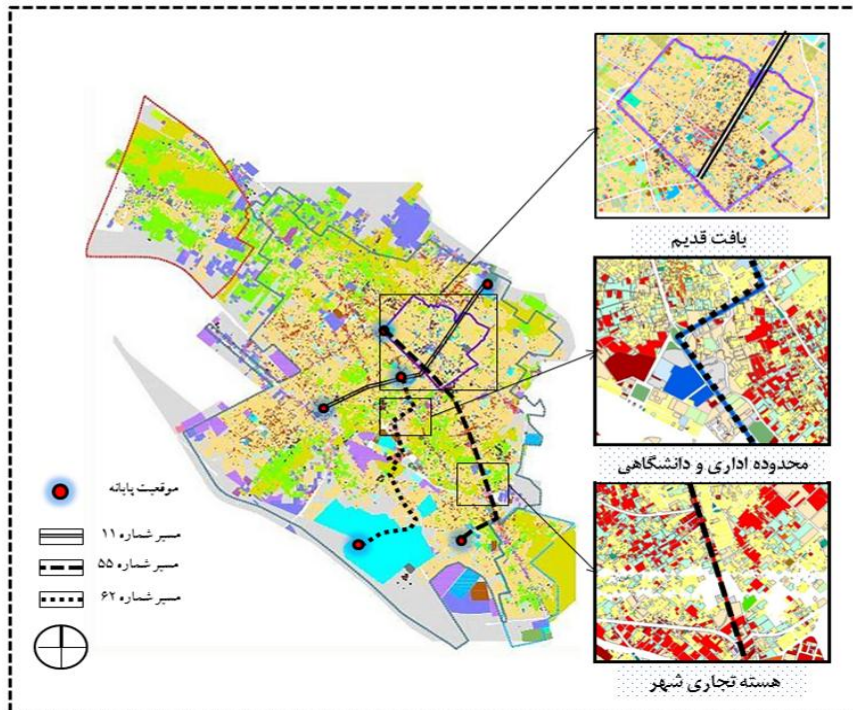 بافت قدیم
محدوده اداری و دانشگاهی
هسته تجاری شهر
موقعیت پایانه
مسیر شماره ۱۱
مسیر شماره ۵۵
مسیر شماره ۶۲